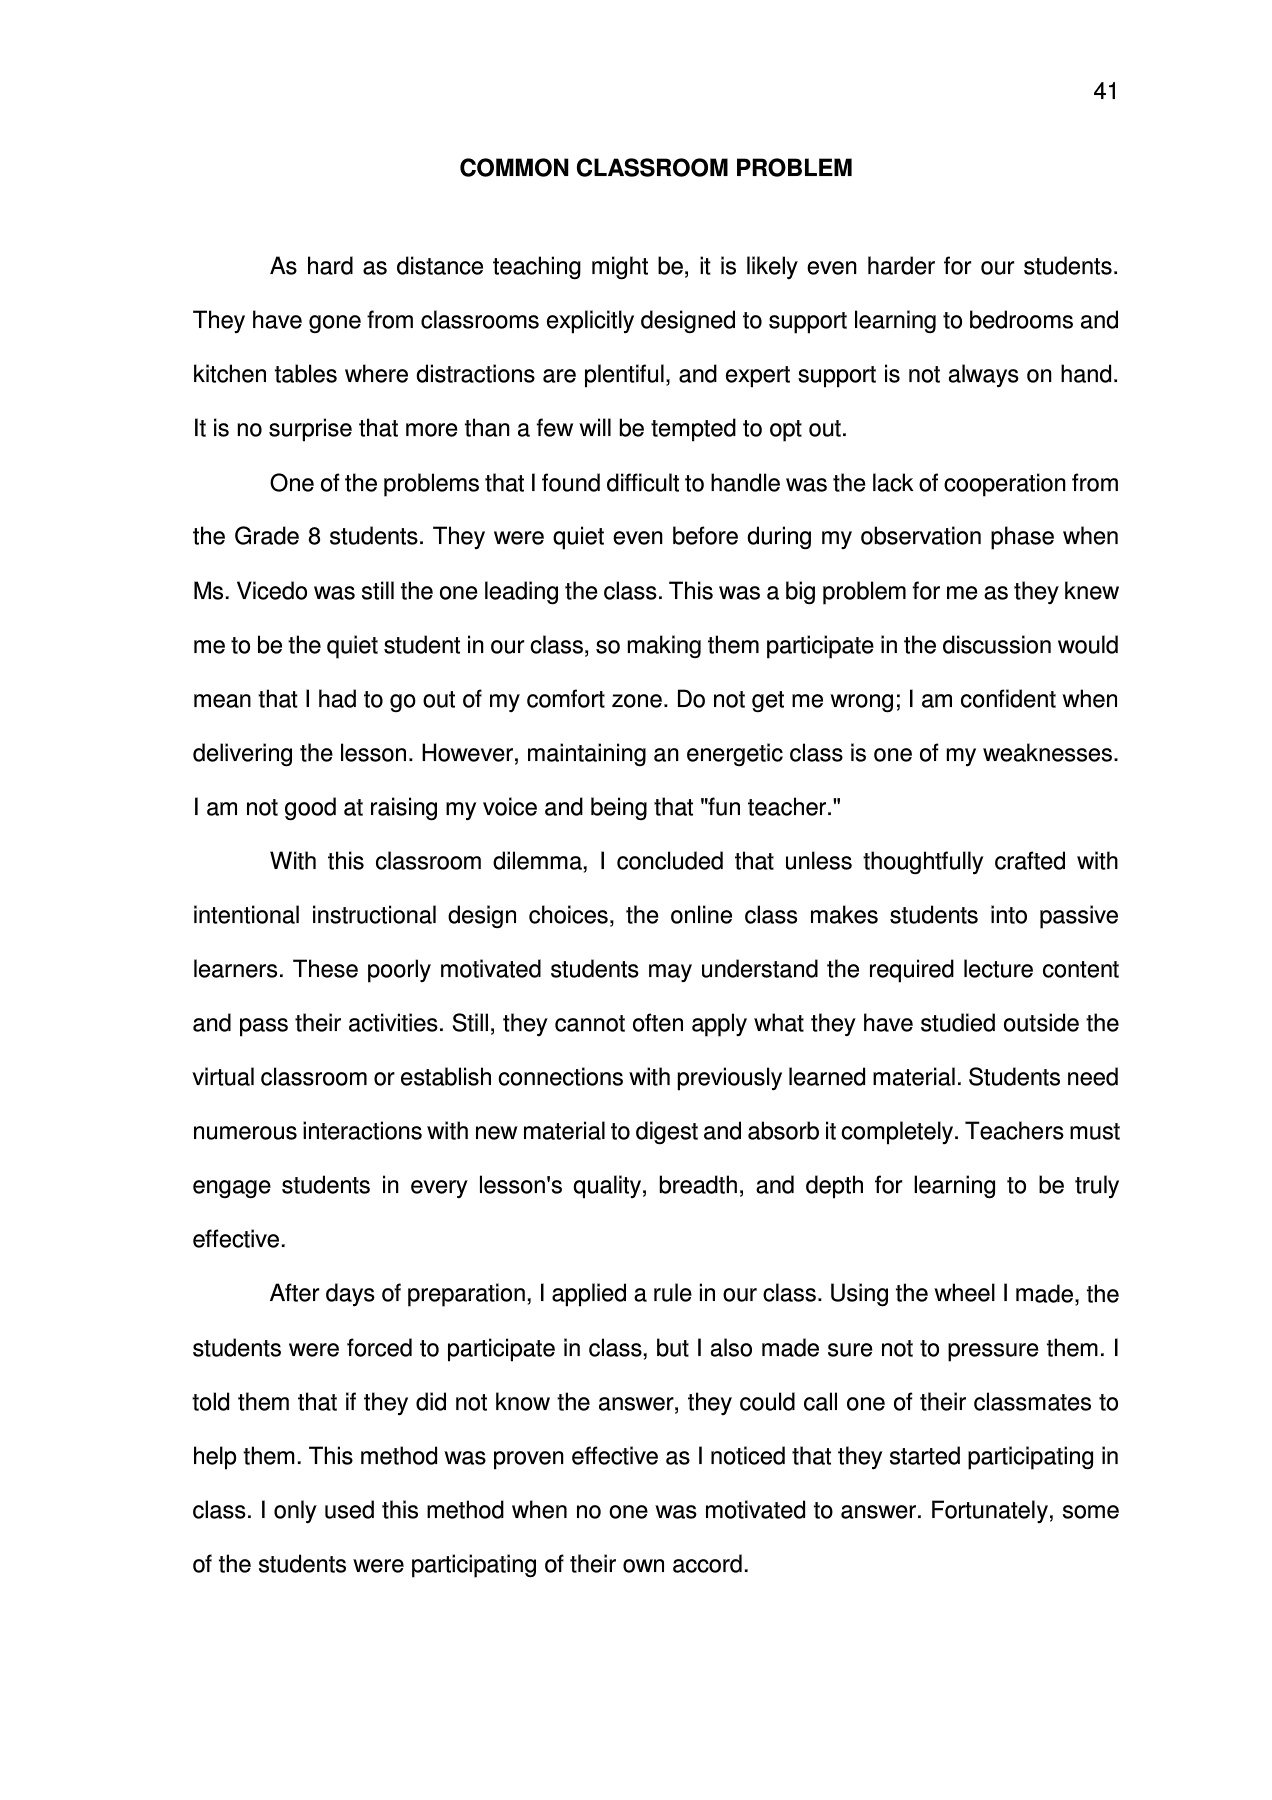 41
COMMON CLASSROOM PROBLEM
As hard as distance teaching might be, it is likely even harder for our students.
They have gone from classrooms explicitly designed to support learning to bedrooms and
kitchen tables where distractions are plentiful, and expert support is not always on hand.
It is no surprise that more than a few will be tempted to opt out.
One of the problems that I found difficult to handle was the lack of cooperation from
the Grade 8 students. They were quiet even before during my observation phase when
Ms. Vicedo was still the one leading the class. This was a big problem for me as they knew
me to be the quiet student in our class, so making them participate in the discussion would
mean that I had to go out of my comfort zone. Do not get me wrong; I am confident when
delivering the lesson. However, maintaining an energetic class is one of my weaknesses.
I am not good at raising my voice and being that "fun teacher."
With this classroom dilemma, I concluded that unless thoughtfully crafted with
intentional instructional design choices, the online class makes students into passive
learners. These poorly motivated students may understand the required lecture content
and pass their activities. Still, they cannot often apply what they have studied outside the
virtual classroom or establish connections with previously learned material. Students need
numerous interactions with new material to digest and absorb it completely. Teachers must
engage students in every lesson's quality, breadth, and depth for learning to be truly
effective.
After days of preparation, I applied a rule in our class. Using the wheel I made, the
students were forced to participate in class, but I also made sure not to pressure them. I
told them that if they did not know the answer, they could call one of their classmates to
help them. This method was proven effective as I noticed that they started participating in
class. I only used this method when no one was motivated to answer. Fortunately, some
of the students were participating of their own accord.